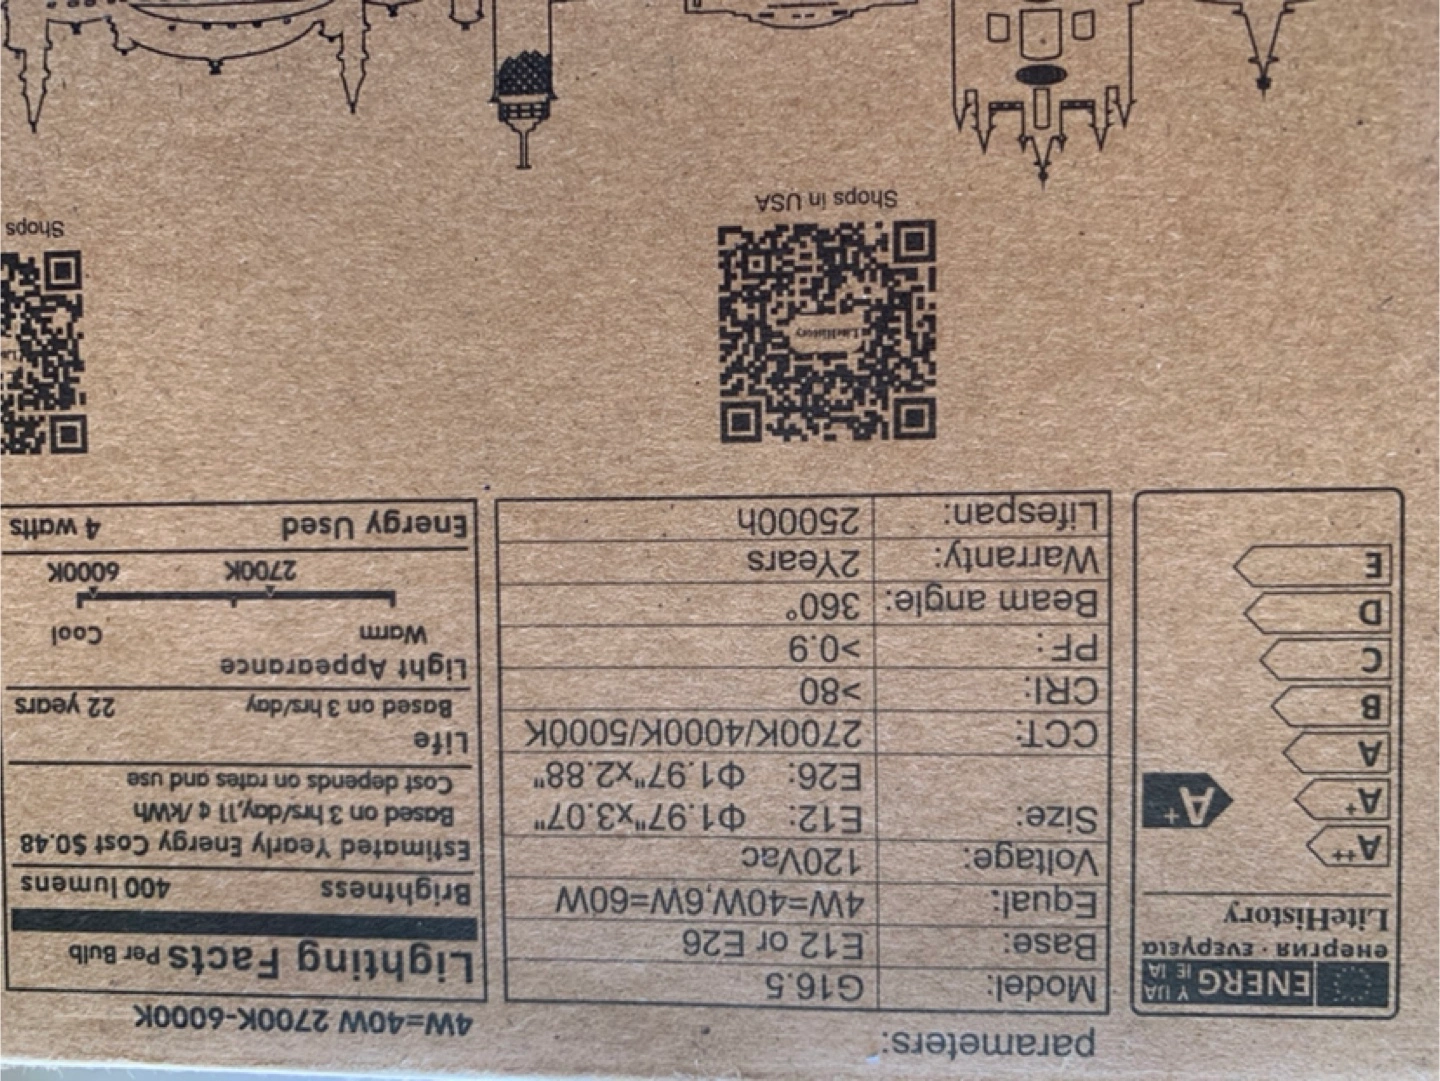 parameters:
Model: G16.5
Base: E12 or E26
Equal: 4W=40W,6W=60W
Voltage: 120Vac
Size: E12: Φ1.97"x3.07"
E26: Φ1.97"x2.88"
CCT: 2700K/4000K/5000K
CRI: >80
PF: >0.9
Beam angle: 360°
Warranty: 2Years
Lifespan: 25000h
4W=40W 2700K-6000K
Lighting Facts Per Bulb
Brightness 400 lumens
Estimated Yearly Energy Cost $0.48
Based on 3 hrs/day,11 ¢/kWh
Cost depends on rates and use
Life
Based on 3 hrs/day 22 years
Light Appearance
Warm Cool
2700K 6000K
Energy Used 4 watts
ENERG Y IJA
IE IA
енергия · ενεργεια
LiteHistory
A++
A+
A+
A
B
C
D
E
LiteHistory
Shops in USA
Shops